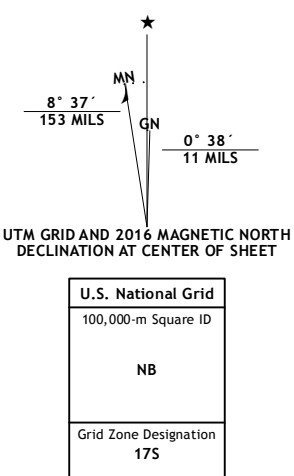 ★
MN
8° 37´
153 MILS
GN
0° 38´
11 MILS
UTM GRID AND 2016 MAGNETIC NORTH
DECLINATION AT CENTER OF SHEET
U.S. National Grid
100,000-m Square ID
NB
Grid Zone Designation
17S